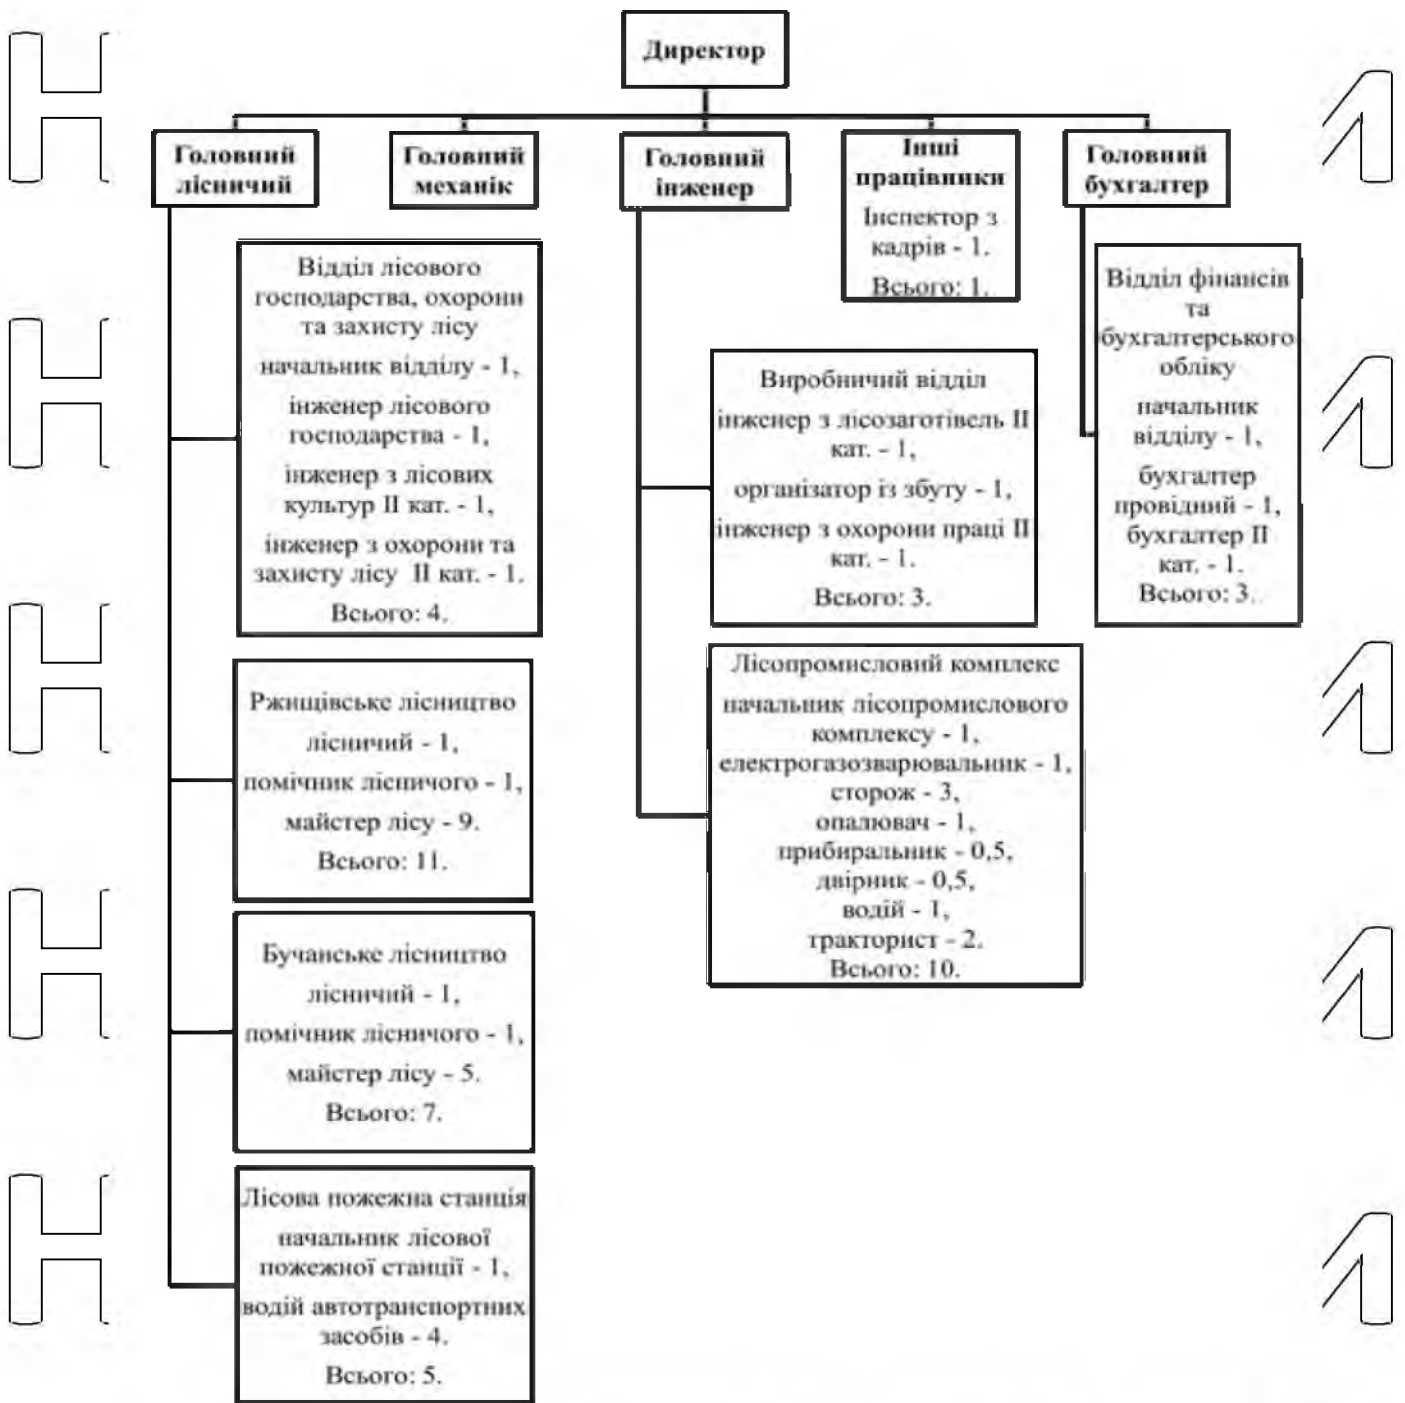 Директор
Головний
лісничий
Головний
механік
Головний
інженер
Інші
працівники
Інспектор з
кадрів - 1.
Всього: 1.
Головний
бухгалтер
Відділ лісового
господарства, охорони
та захисту лісу
начальник відділу - 1,
інженер лісового
господарства - 1,
інженер з лісових
культур ІІ кат. - 1,
інженер з охорони та
захисту лісу ІІ кат. - 1.
Всього: 4.
Ржищівське лісництво
лісничий - 1,
помічник лісничого - 1,
майстер лісу - 9.
Всього: 11.
Бучанське лісництво
лісничий - 1,
помічник лісничого - 1,
майстер лісу - 5.
Всього: 7.
Лісова пожежна станція
начальник лісової
пожежної станції - 1,
водій автотранспортних
засобів - 4.
Всього: 5.
Виробничий відділ
інженер з лісозаготівель ІІ
кат. - 1,
організатор із збуту - 1,
інженер з охорони праці ІІ
кат. - 1.
Всього: 3.
Лісопромисловий комплекс
начальник лісопромислового
комплексу - 1,
електрогазозварювальник - 1,
сторож - 3,
опалювач - 1,
прибиральник - 0,5,
двірник - 0,5,
водій - 1,
тракторист - 2.
Всього: 10.
Відділ фінансів
та
бухгалтерського
обліку
начальник
відділу - 1,
бухгалтер
провідний - 1,
бухгалтер ІІ
кат. - 1.
Всього: 3.